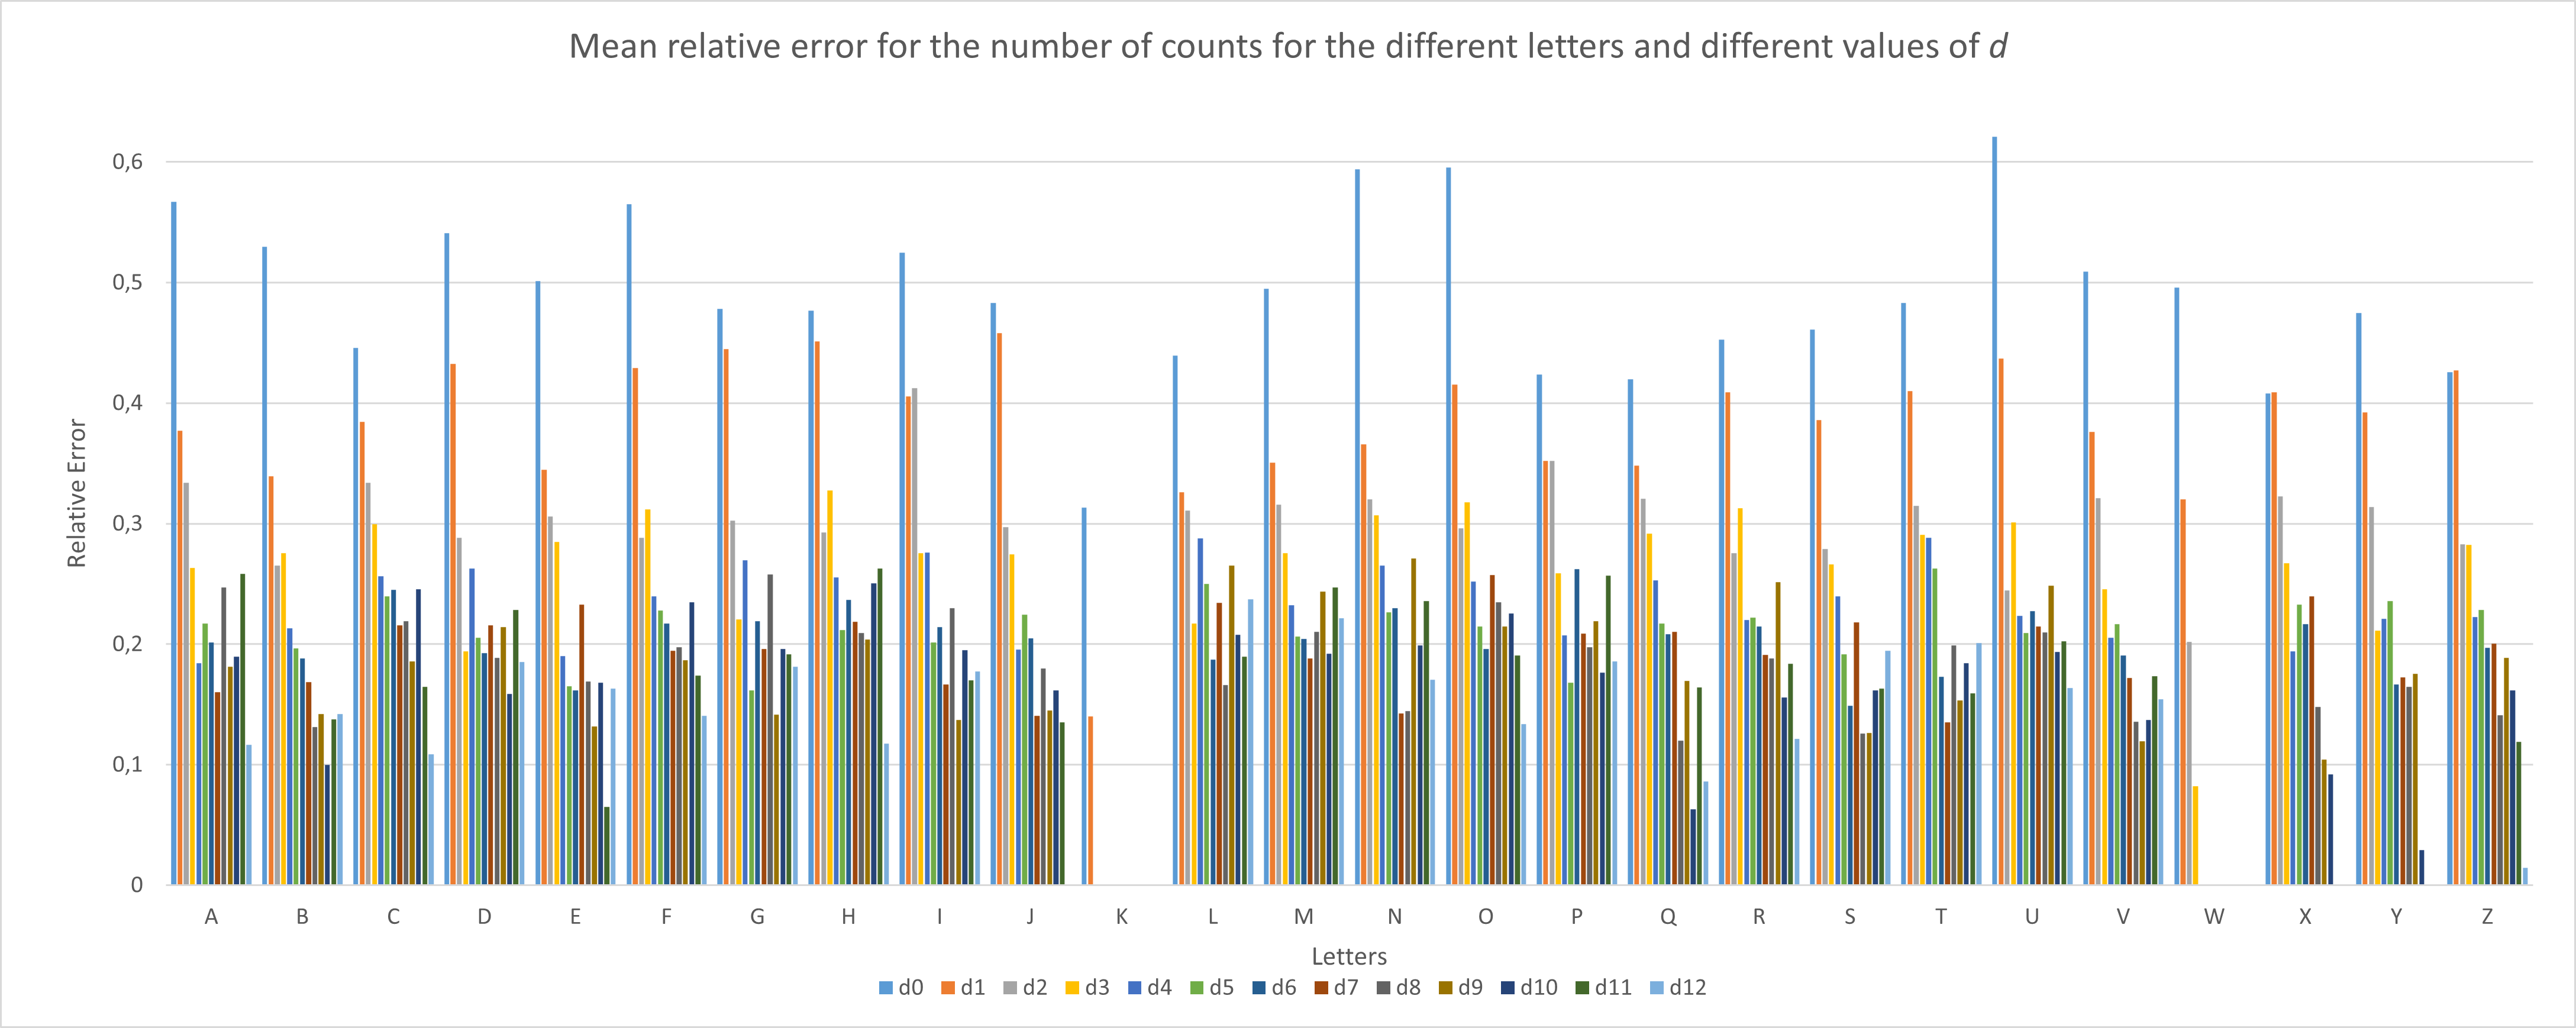 Mean relative error for the number of counts for the different letters and different values of d
0,6
0,5
0,4
0,3
0,2
0,1
0
Relative Error
A B C D E F G H I J K L M N O P Q R S T U V W X Y Z
Letters
d0 d1 d2 d3 d4 d5 d6 d7 d8 d9 d10 d11 d12